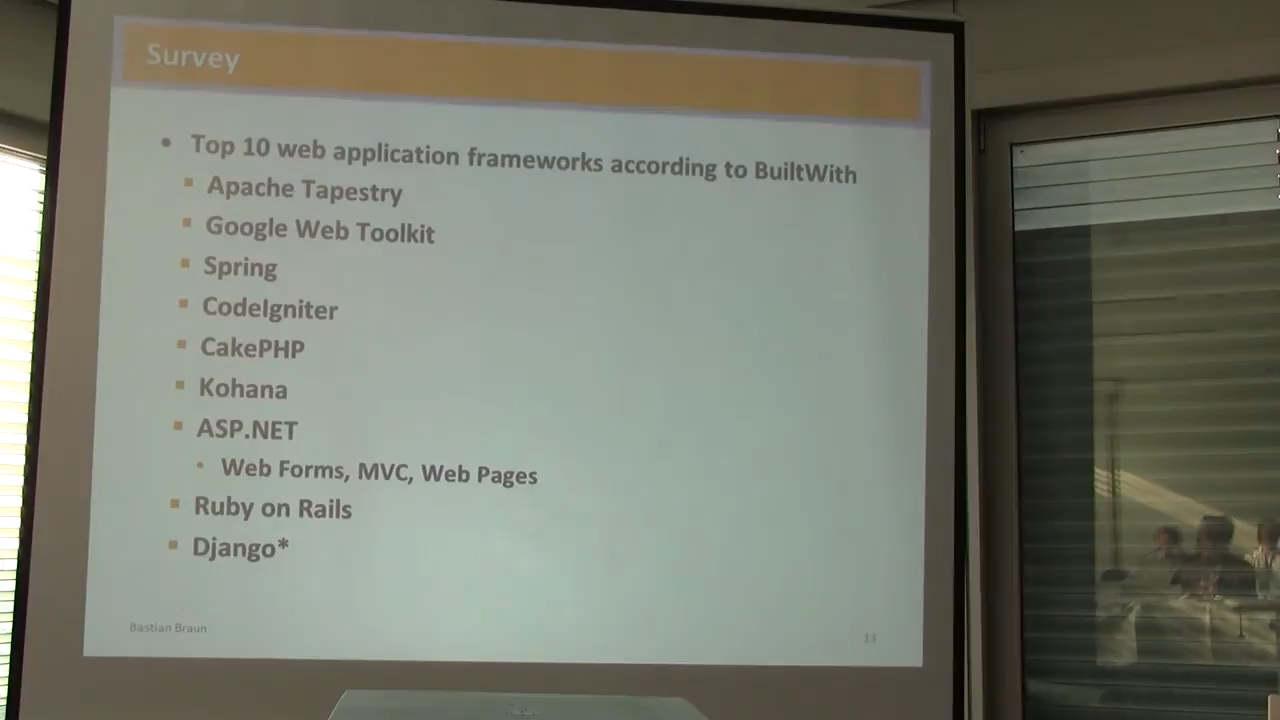 Survey
• Top 10 web application frameworks according to BuiltWith
▪ Apache Tapestry
▪ Google Web Toolkit
▪ Spring
▪ CodeIgniter
▪ CakePHP
▪ Kohana
▪ ASP.NET
• Web Forms, MVC, Web Pages
▪ Ruby on Rails
▪ Django*
Bastian Braun
13